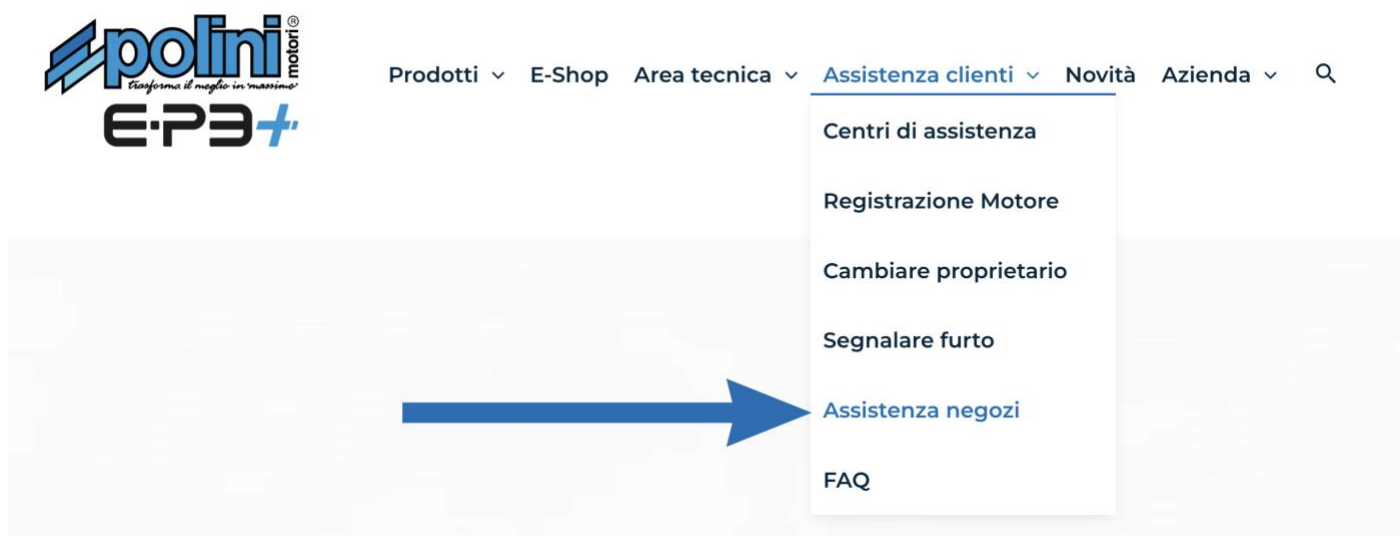 polini®
motori
trasforma il meglio in massimo
E·P3+
Prodotti E-Shop Area tecnica Assistenza clienti Novità Azienda
Centri di assistenza
Registrazione Motore
Cambiare proprietario
Segnalare furto
Assistenza negozi
FAQ